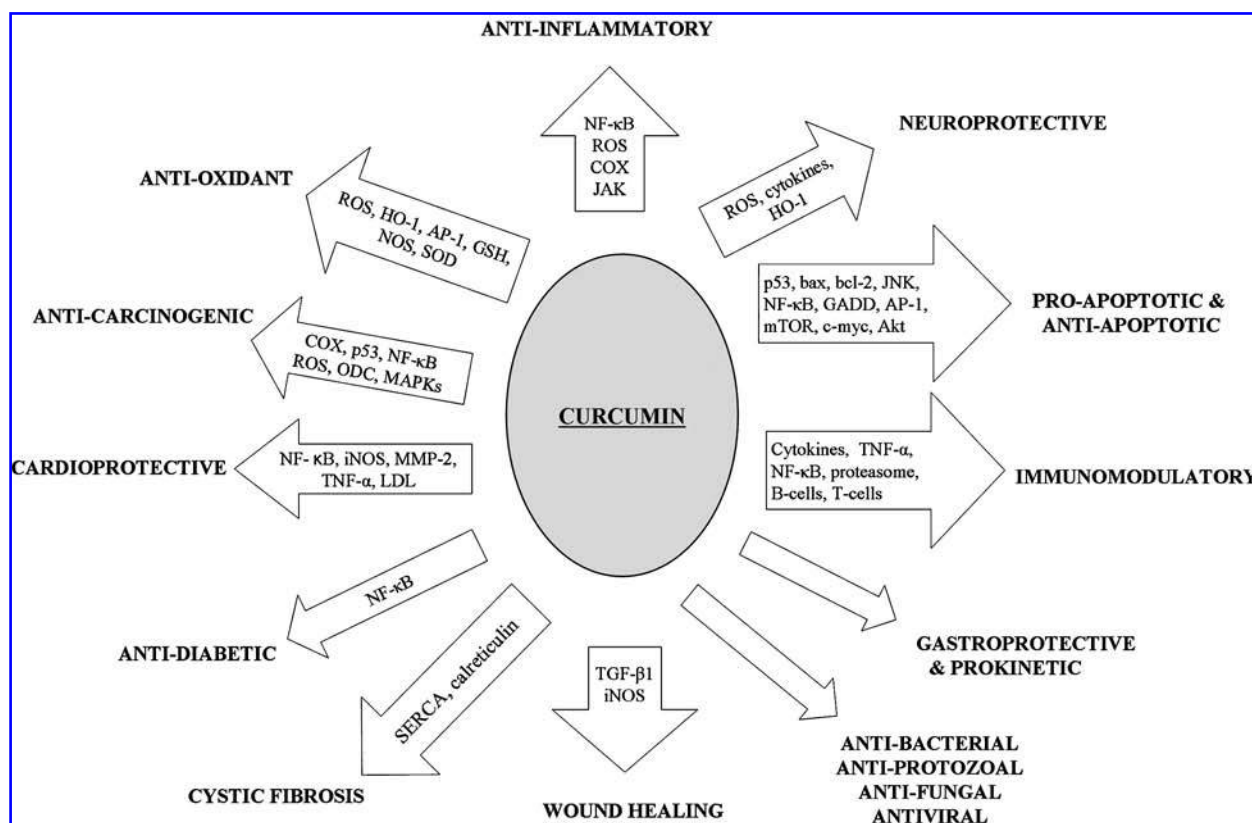 ANTI-INFLAMMATORY
NF-κB
ROS
COX
JAK
NEUROPROTECTIVE
ROS, cytokines,
HO-1
ANTI-OXIDANT
ROS, HO-1, AP-1, GSH,
NOS, SOD
p53, bax, bcl-2, JNK,
NF-κB, GADD, AP-1,
mTOR, c-myc, Akt
PRO-APOPTOTIC &
ANTI-APOPTOTIC
ANTI-CARCINOGENIC
COX, p53, NF-κB
ROS, ODC, MAPKs
CURCUMIN
CARDIOPROTECTIVE
NF- κB, iNOS, MMP-2,
TNF-α, LDL
Cytokines, TNF-α,
NF-κB, proteasome,
B-cells, T-cells
IMMUNOMODULATORY
NF-κB
ANTI-DIABETIC
GASTROPROTECTIVE
& PROKINETIC
SERCA, calreticulin
CYSTIC FIBROSIS
TGF-β1
iNOS
WOUND HEALING
ANTI-BACTERIAL
ANTI-PROTOZOAL
ANTI-FUNGAL
ANTIVIRAL